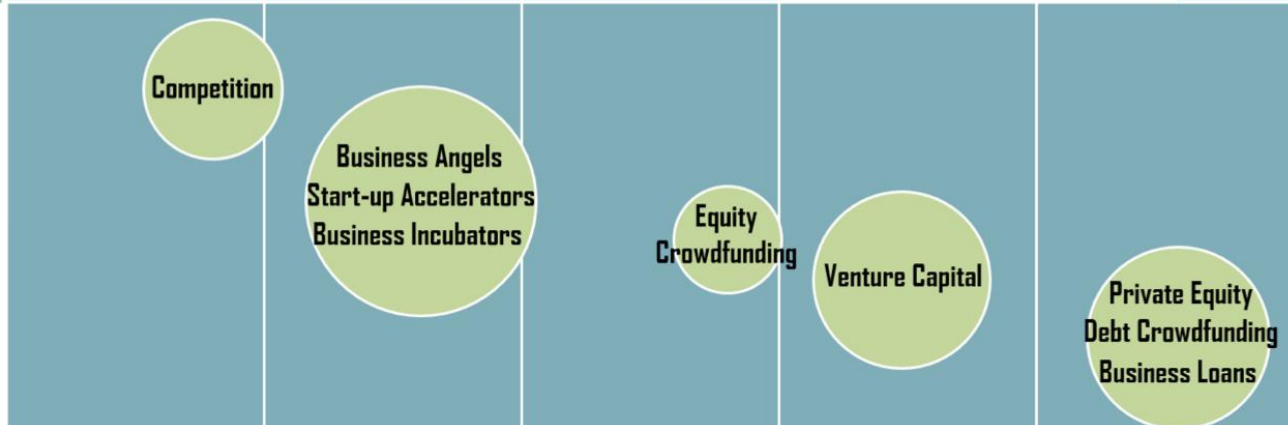 Competition
Business Angels
Start-up Accelerators
Business Incubators
Equity
Crowdfunding
Venture Capital
Private Equity
Debt Crowdfunding
Business Loans